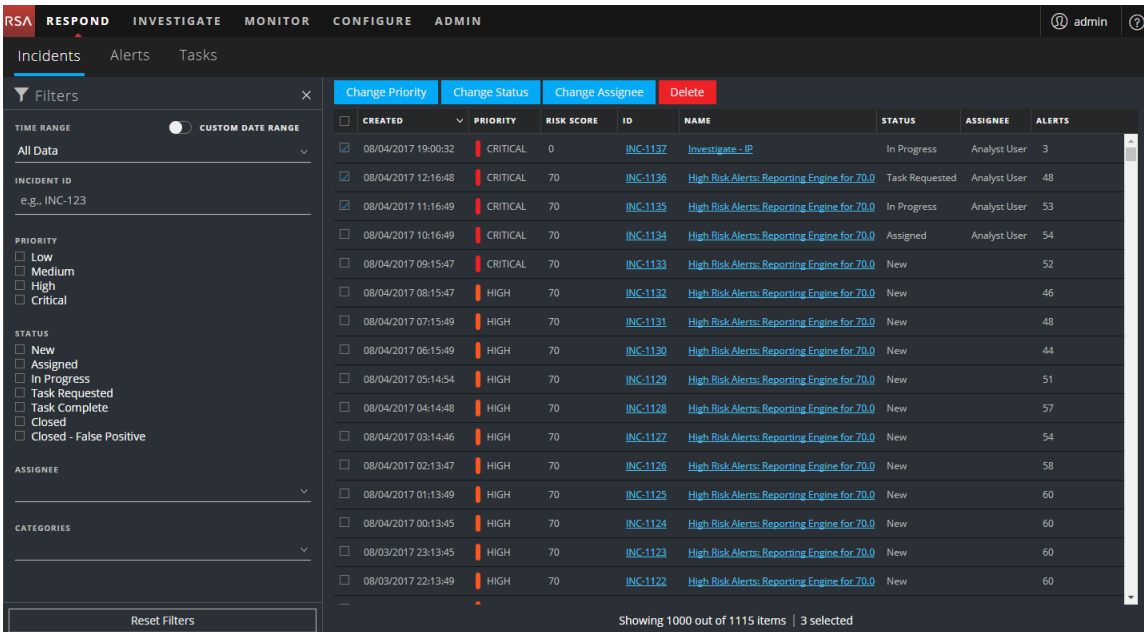 RSA RESPOND INVESTIGATE MONITOR CONFIGURE ADMIN admin ?
Incidents Alerts Tasks
Filters ×
TIME RANGE CUSTOM DATE RANGE
All Data
INCIDENT ID
e.g., INC-123
PRIORITY
Low
Medium
High
Critical
STATUS
New
Assigned
In Progress
Task Requested
Task Complete
Closed
Closed - False Positive
ASSIGNEE
CATEGORIES
Reset Filters
Change Priority Change Status Change Assignee Delete
CREATED PRIORITY RISK SCORE ID NAME STATUS ASSIGNEE ALERTS
08/04/2017 19:00:32 CRITICAL 0 INC-1137 Investigate - IP In Progress Analyst User 3
08/04/2017 12:16:48 CRITICAL 70 INC-1136 High Risk Alerts: Reporting Engine for 70.0 Task Requested Analyst User 48
08/04/2017 11:16:49 CRITICAL 70 INC-1135 High Risk Alerts: Reporting Engine for 70.0 In Progress Analyst User 53
08/04/2017 10:16:49 CRITICAL 70 INC-1134 High Risk Alerts: Reporting Engine for 70.0 Assigned Analyst User 54
08/04/2017 09:15:47 CRITICAL 70 INC-1133 High Risk Alerts: Reporting Engine for 70.0 New 52
08/04/2017 08:15:47 HIGH 70 INC-1132 High Risk Alerts: Reporting Engine for 70.0 New 46
08/04/2017 07:15:49 HIGH 70 INC-1131 High Risk Alerts: Reporting Engine for 70.0 New 48
08/04/2017 06:15:49 HIGH 70 INC-1130 High Risk Alerts: Reporting Engine for 70.0 New 44
08/04/2017 05:14:54 HIGH 70 INC-1129 High Risk Alerts: Reporting Engine for 70.0 New 51
08/04/2017 04:14:48 HIGH 70 INC-1128 High Risk Alerts: Reporting Engine for 70.0 New 57
08/04/2017 03:14:46 HIGH 70 INC-1127 High Risk Alerts: Reporting Engine for 70.0 New 54
08/04/2017 02:13:47 HIGH 70 INC-1126 High Risk Alerts: Reporting Engine for 70.0 New 58
08/04/2017 01:13:49 HIGH 70 INC-1125 High Risk Alerts: Reporting Engine for 70.0 New 60
08/04/2017 00:13:45 HIGH 70 INC-1124 High Risk Alerts: Reporting Engine for 70.0 New 60
08/03/2017 23:13:45 HIGH 70 INC-1123 High Risk Alerts: Reporting Engine for 70.0 New 60
08/03/2017 22:13:49 HIGH 70 INC-1122 High Risk Alerts: Reporting Engine for 70.0 New 60
Showing 1000 out of 1115 items | 3 selected